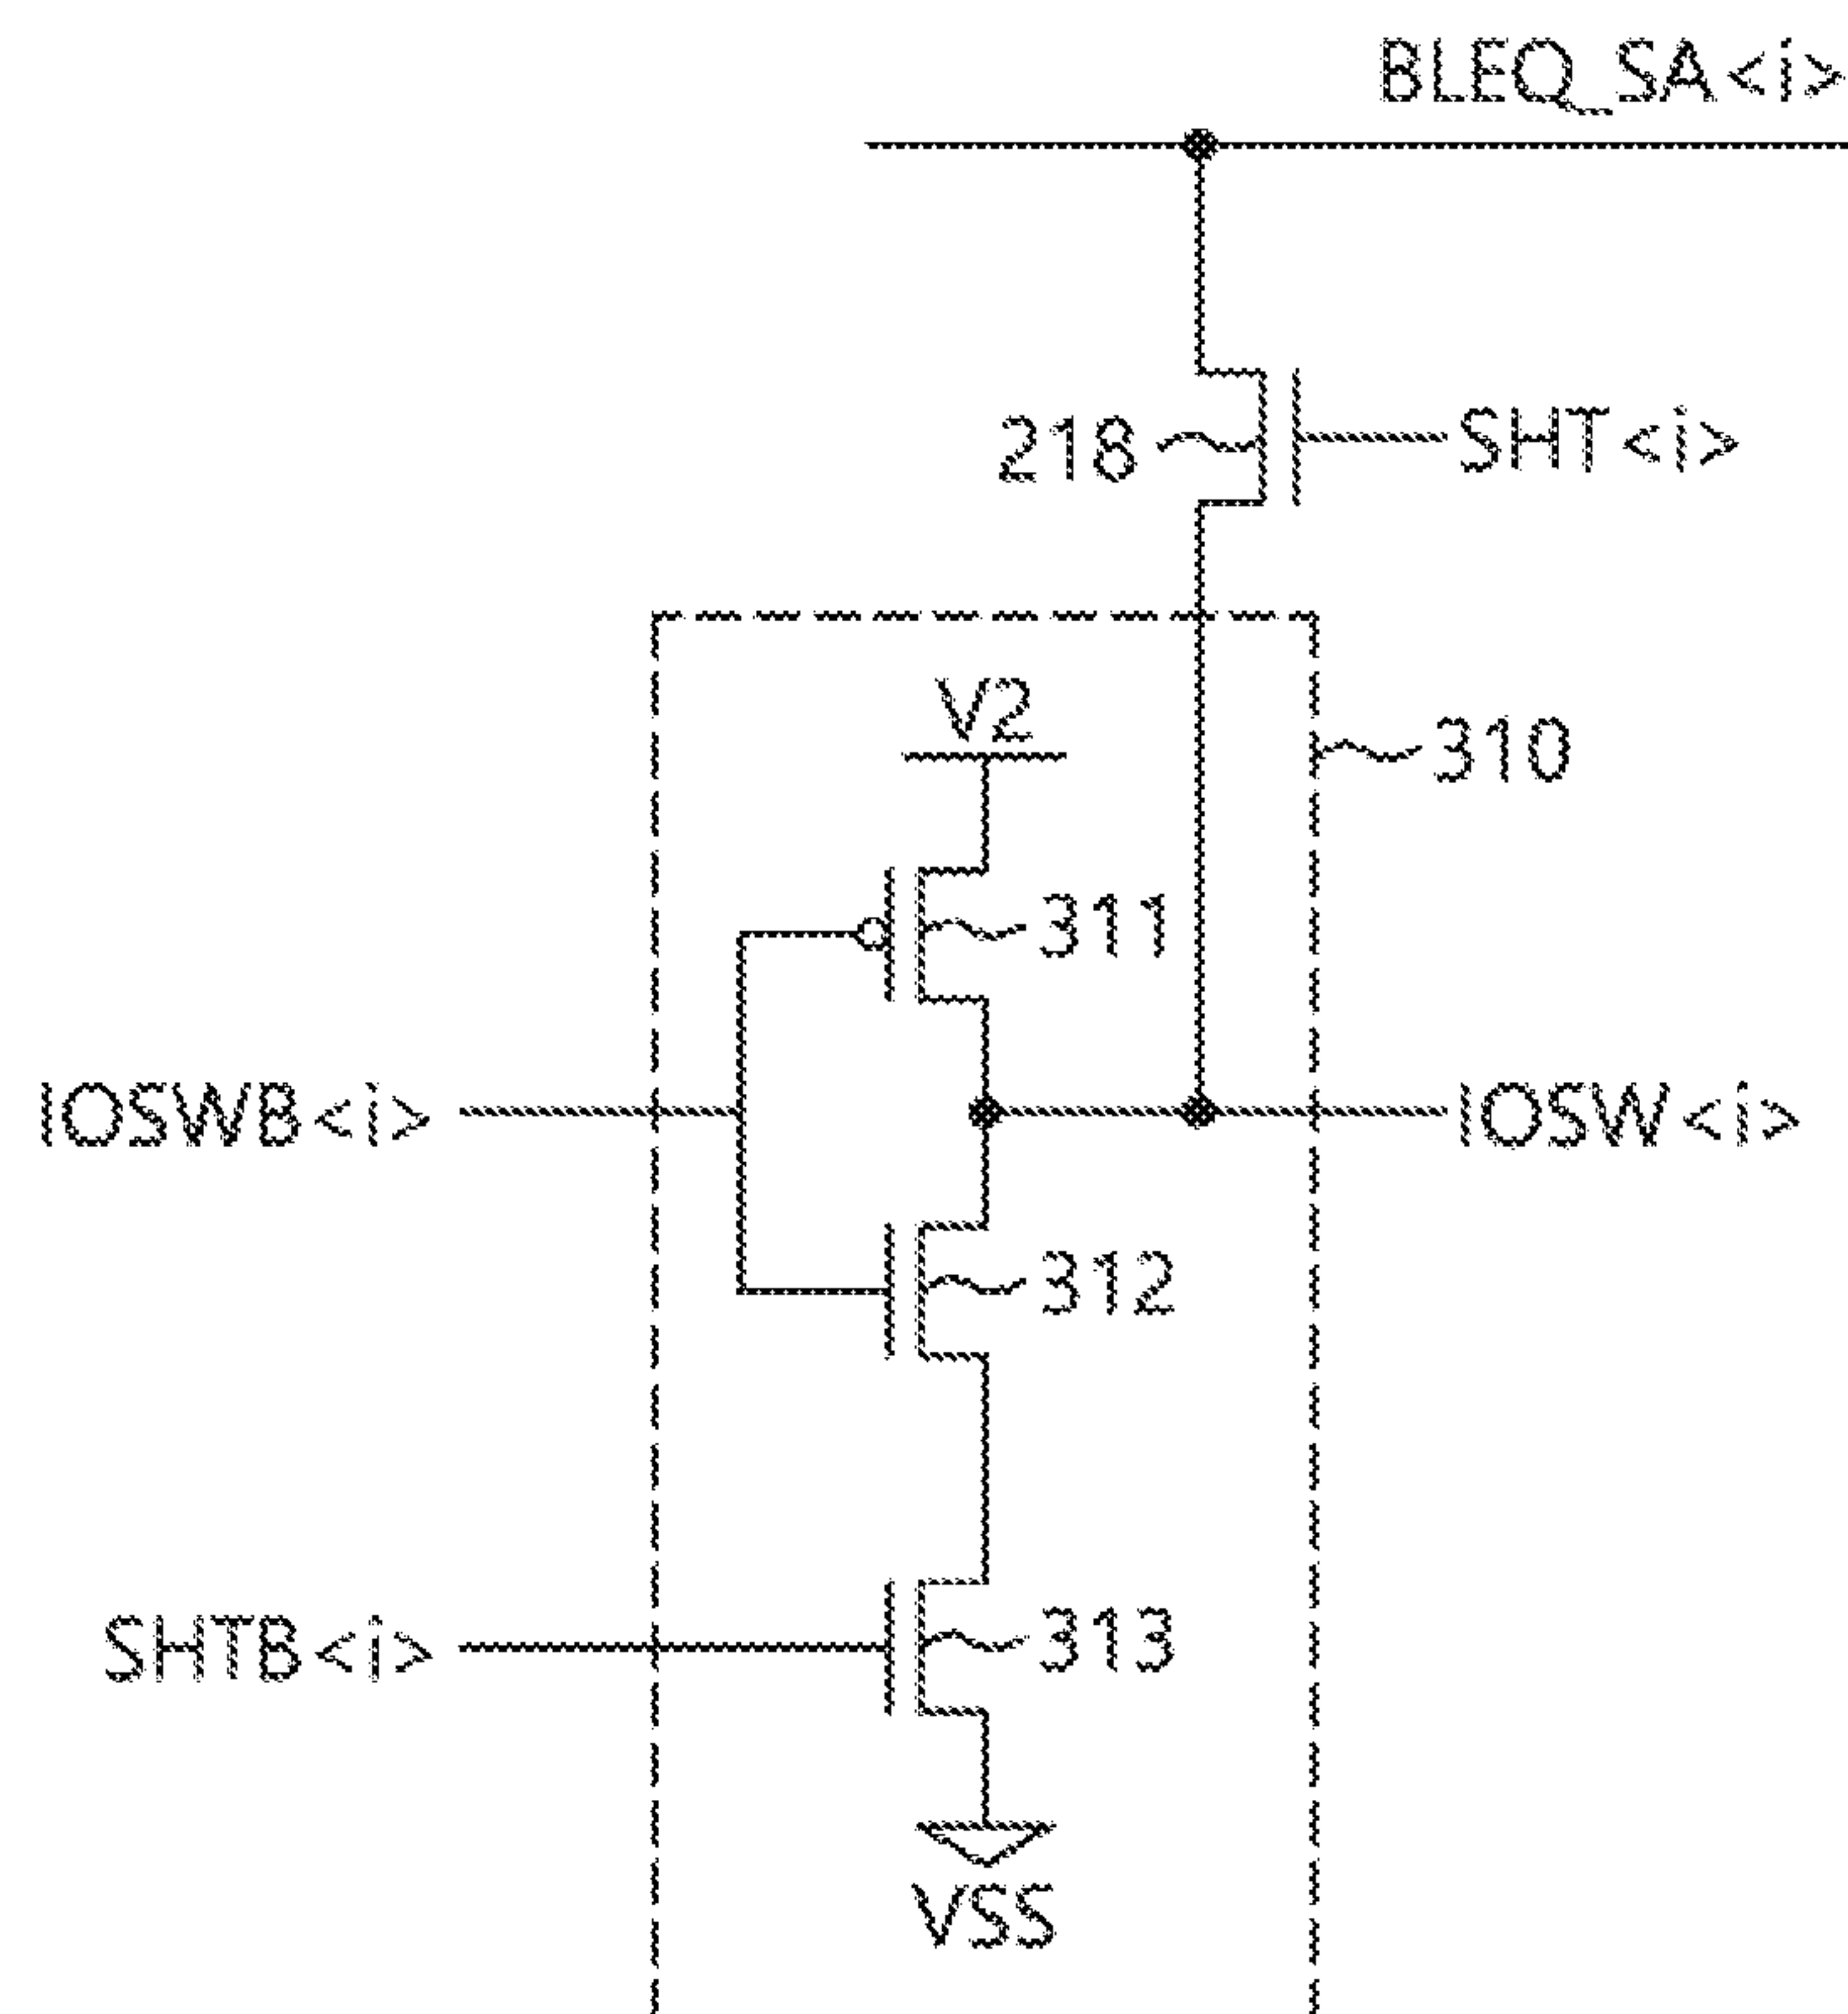 BLEQ_SA<i>
218
SHT<i>
V2
310
311
IOSWB<i>
IOSW<i>
312
SHTB<i>
313
VSS